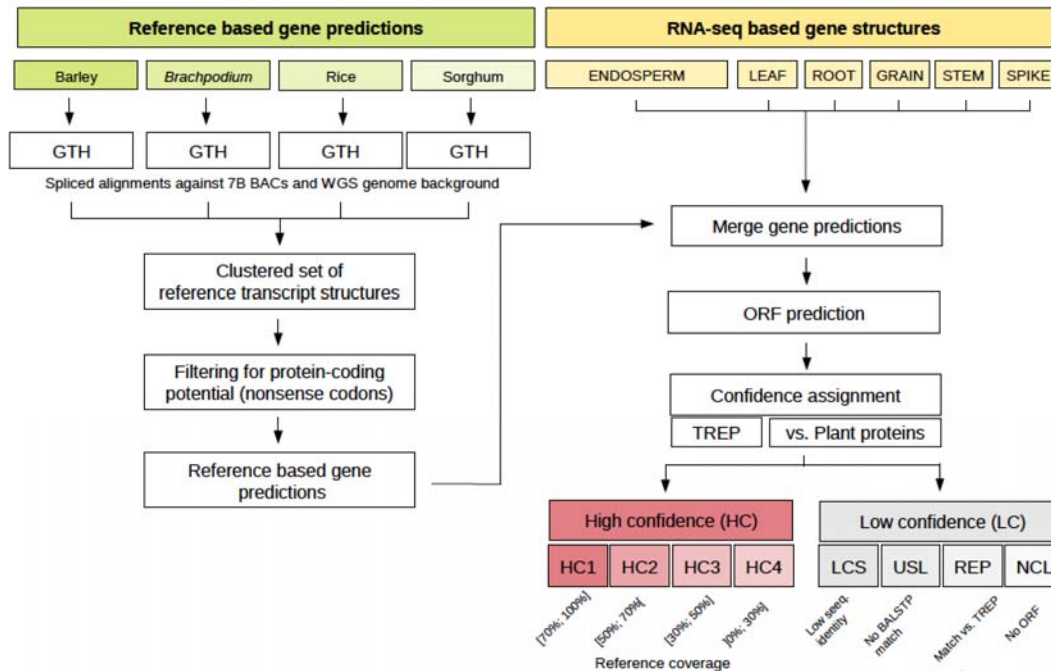 Reference based gene predictions
Barley
Brachpodium
Rice
Sorghum
GTH
GTH
GTH
GTH
Spliced alignments against 7B BACs and WGS genome background
Clustered set of
reference transcript structures
Filtering for protein-coding
potential (nonsense codons)
Reference based gene
predictions
RNA-seq based gene structures
ENDOSPERM
LEAF
ROOT
GRAIN
STEM
SPIKE
Merge gene predictions
ORF prediction
Confidence assignment
TREP
vs. Plant proteins
High confidence (HC)
HC1
HC2
HC3
HC4
[70%; 100%]
[50%; 70%[
[30%; 50%]
]0%; 30%]
Reference coverage
Low confidence (LC)
LCS
USL
REP
NCL
Low seeq.
identity
No BALSTP
match
Match vs. TREP
No ORF